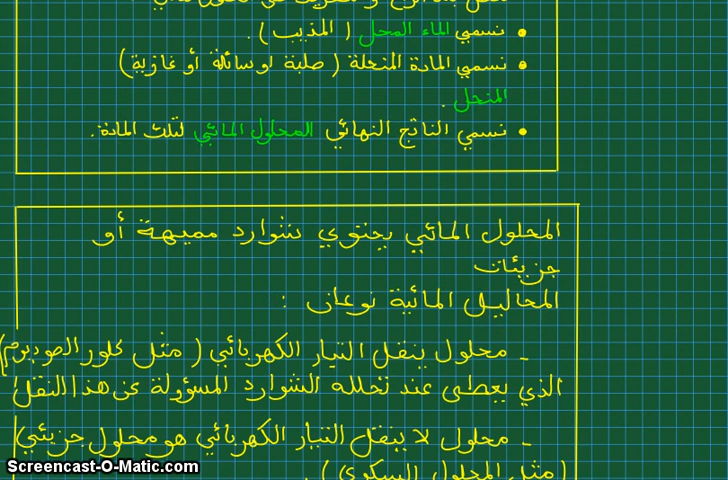 نسمي الماء المحل ( المذيب ) .
نسمي المادة المنحلة ( صلبة او سائلة أو غازية )
المنحل .
نسمي الناتج النهائي المحلول المائي لتلك المادة .
المحلول المائي يحتوي شوارد مميهة أو
جزيئات
المحاليل المائية نوعان :
- محلول ينقل التيار الكهربائي ( مثل كلور الصوديوم )
الذي يعطي عند تحلله الشوارد المسؤولة عن هذا النقل
- محلول لا ينقل التيار الكهربائي هو محلول جزيئي
( مثل المحلول السكري ) .
Screencast-O-Matic.com